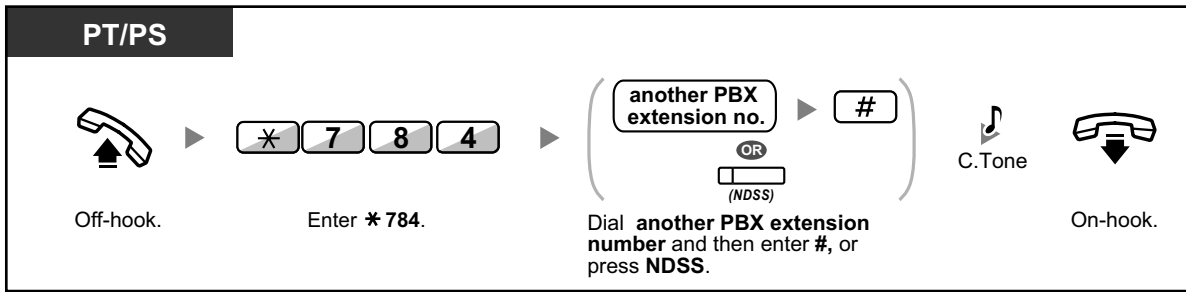 PT/PS
another PBX
extension no.
#
OR
(NDSS)
✳ 7 8 4
C.Tone
Off-hook.
Enter ✳ 784.
Dial another PBX extension
number and then enter #, or
press NDSS.
On-hook.